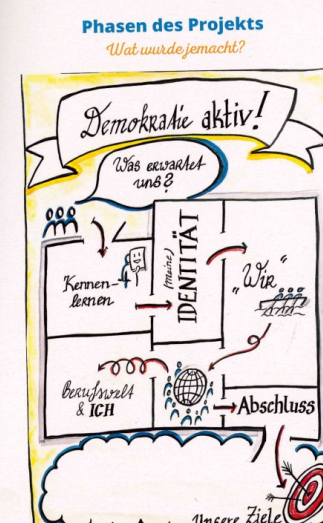 Phasen des Projekts
Wat wurde jemacht?
Demokratie aktiv!
Was erwartet
uns?
Kennen-
lernen
(meine)
IDENTITÄT
"Wir"
Berufswelt
& ICH
Abschluss
Unsere Ziele